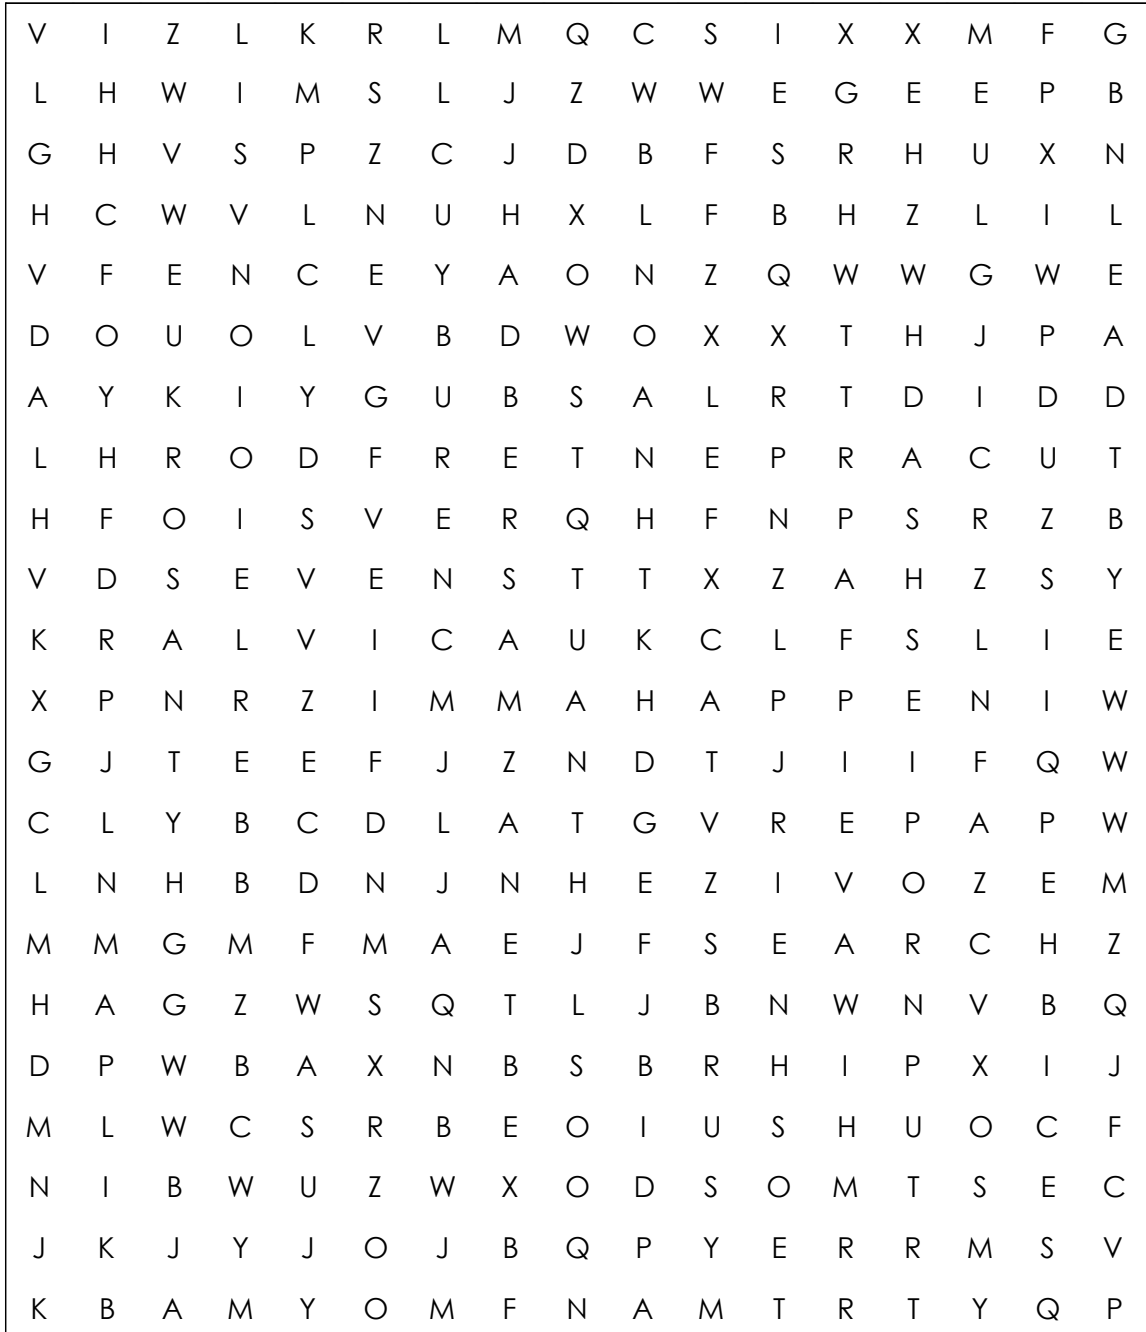 V I Z L K R L M Q C S I X X M F G
L H W I M S L J Z W W E G E E P B
G H V S P Z C J D B F S R H U X N
H C W V L N U H X L F B H Z L I L
V F E N C E Y A O N Z Q W W G W E
D O U O L V B D W O X X T H J P A
A Y K I Y G U B S A L R T D I D D
L H R O D F R E T N E P R A C U T
H F O I S V E R Q H F N P S R Z B
V D S E V E N S T T X Z A H Z S Y
K R A L V I C A U K C L F S L I E
X P N R Z I M M A H A P P E N I W
G J T E E F J Z N D T J I I F Q W
C L Y B C D L A T G V R E P A P W
L N H B D N J N H E Z I V O Z E M
M M G M F M A E J F S E A R C H Z
H A G Z W S Q T L J B N W N V B Q
D P W B A X N B S B R H I P X I J
M L W C S R B E O I U S H U O C F
N I B W U Z W X O D S O M T S E C
J K J Y J O J B Q P Y E R R M S V
K B A M Y O M F N A M T R T Y Q P